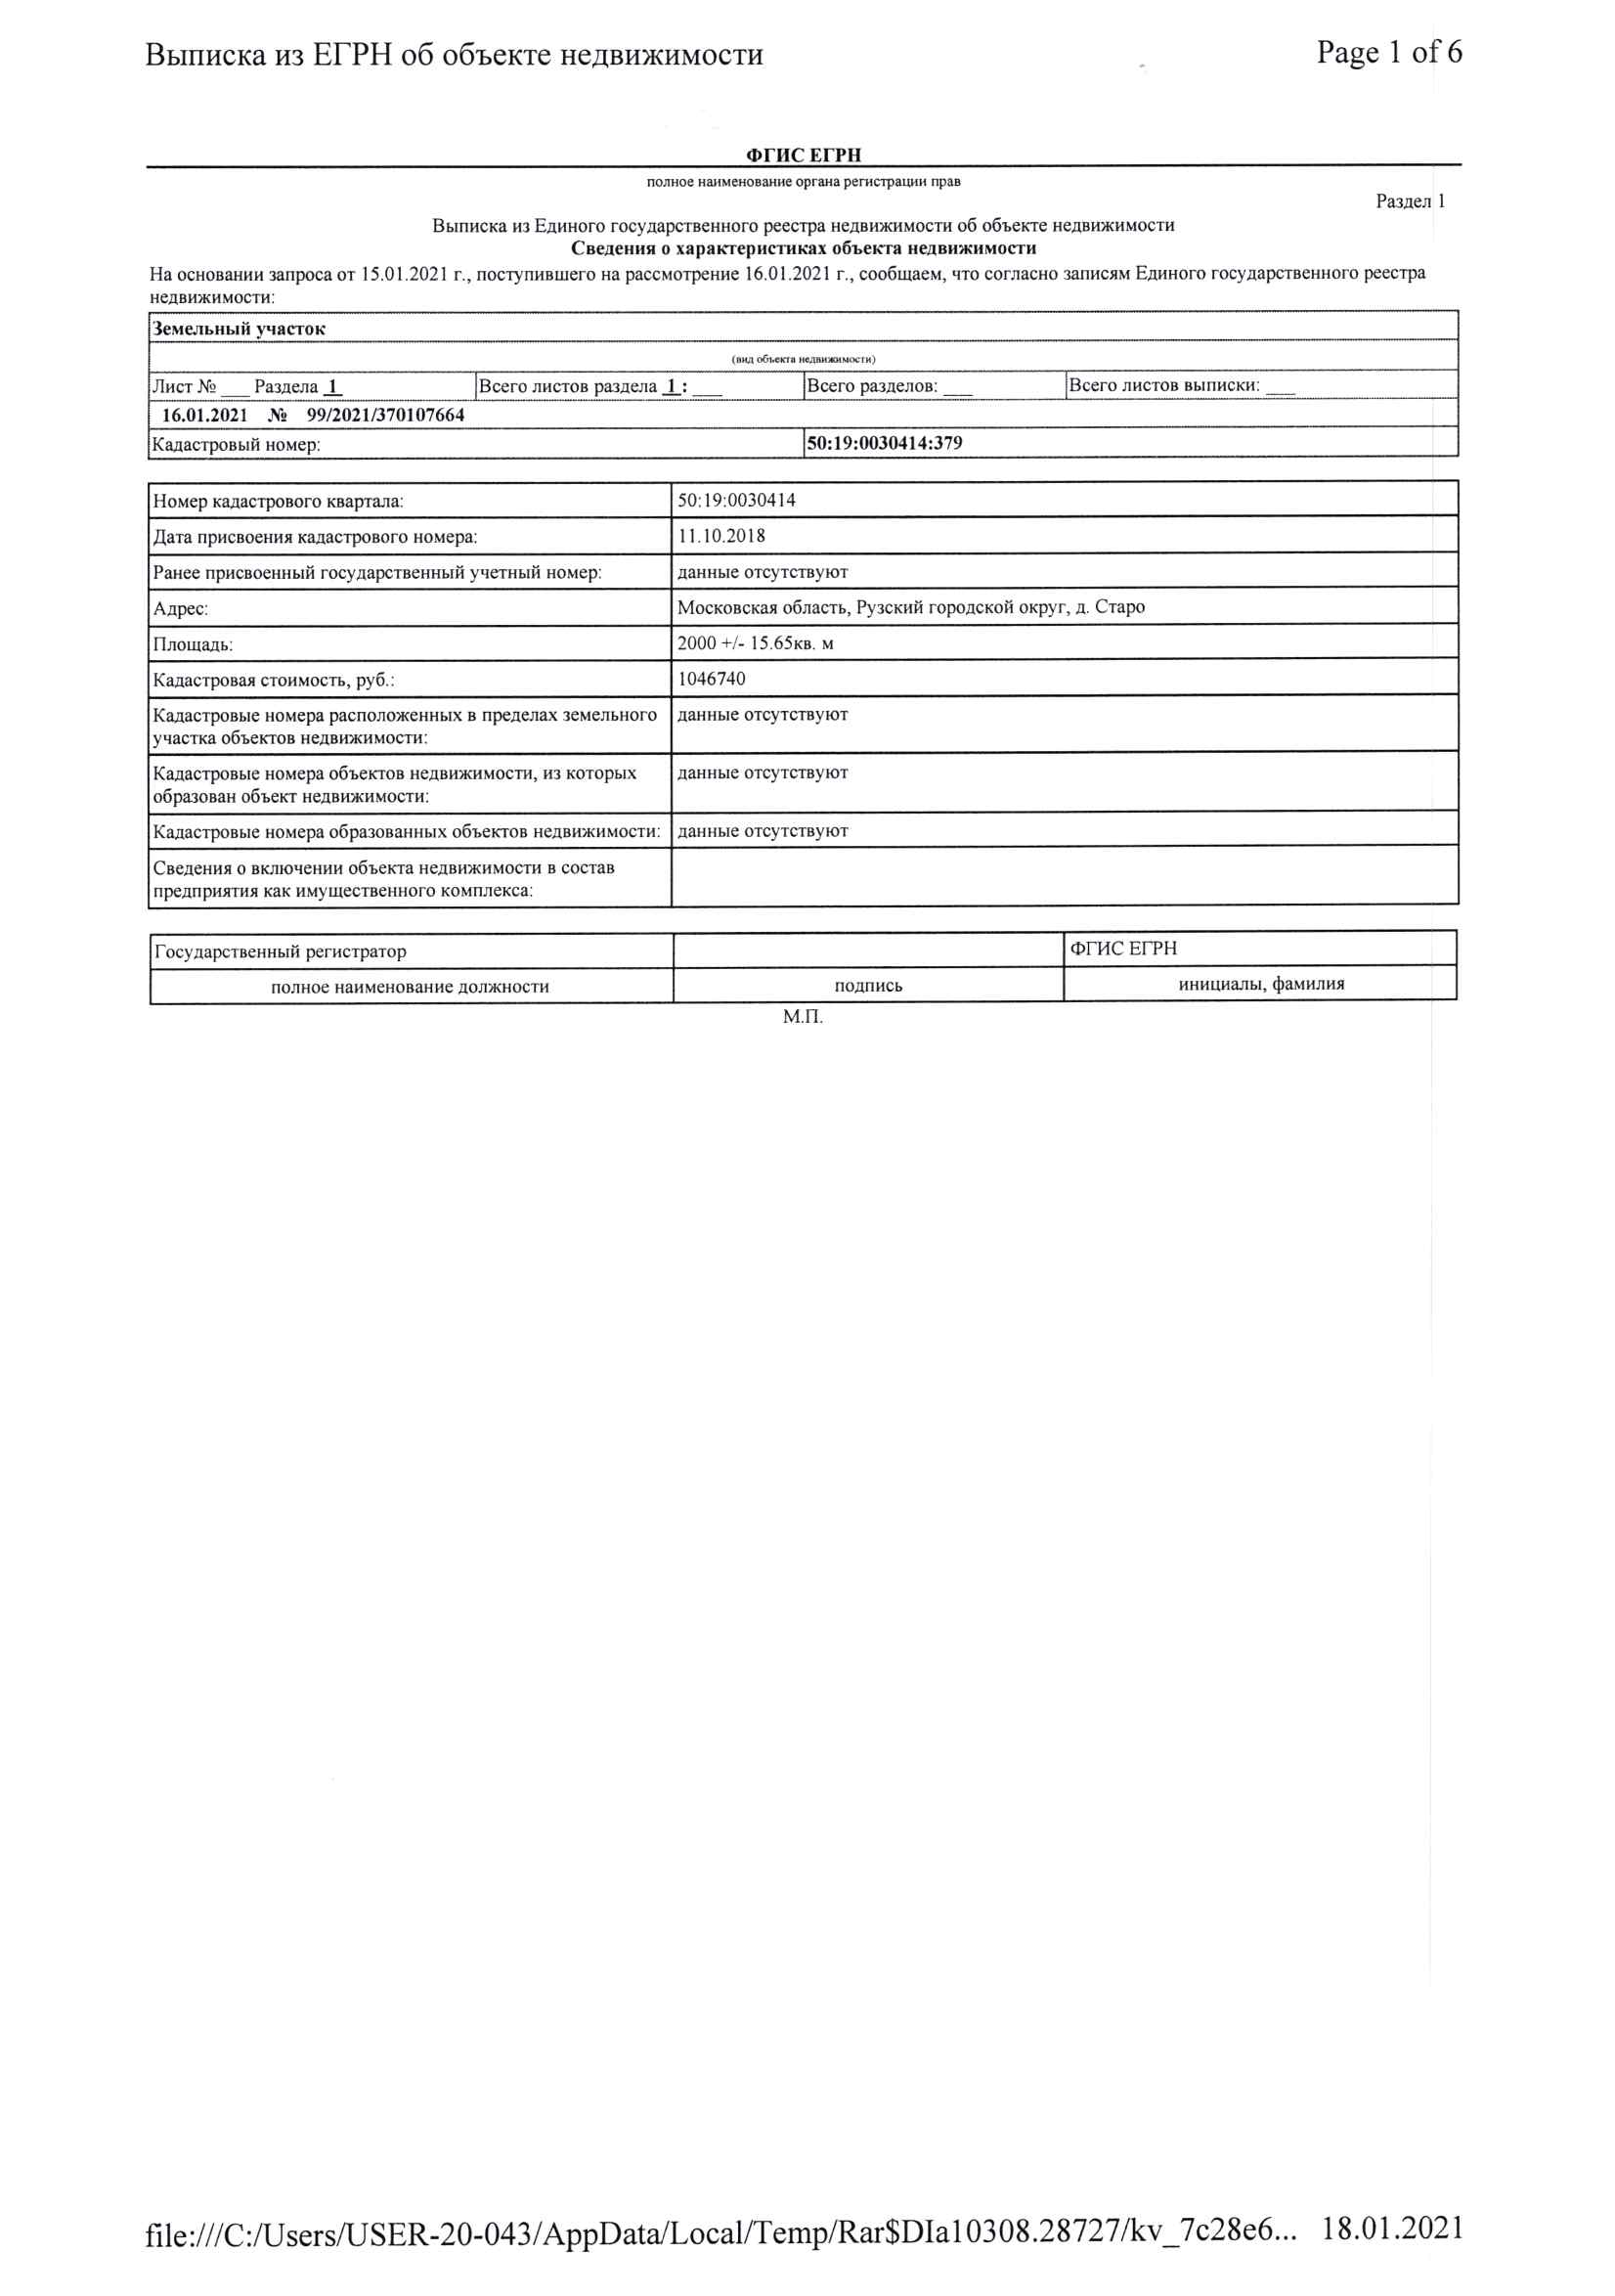 Выписка из ЕГРН об объекте недвижимости Page 1 of 6
ФГИС ЕГРН
полное наименование органа регистрации прав
Раздел 1
Выписка из Единого государственного реестра недвижимости об объекте недвижимости
Сведения о характеристиках объекта недвижимости
На основании запроса от 15.01.2021 г., поступившего на рассмотрение 16.01.2021 г., сообщаем, что согласно записям Единого государственного реестра
недвижимости:
Земельный участок
(вид объекта недвижимости)
Лист № ___ Раздела 1 Всего листов раздела 1 : ___ Всего разделов: ___ Всего листов выписки: ___
16.01.2021 № 99/2021/370107664
Кадастровый номер: 50:19:0030414:379
Номер кадастрового квартала: 50:19:0030414
Дата присвоения кадастрового номера: 11.10.2018
Ранее присвоенный государственный учетный номер: данные отсутствуют
Адрес: Московская область, Рузский городской округ, д. Старо
Площадь: 2000 +/- 15.65кв. м
Кадастровая стоимость, руб.: 1046740
Кадастровые номера расположенных в пределах земельного данные отсутствуют
участка объектов недвижимости:
Кадастровые номера объектов недвижимости, из которых данные отсутствуют
образован объект недвижимости:
Кадастровые номера образованных объектов недвижимости: данные отсутствуют
Сведения о включении объекта недвижимости в состав
предприятия как имущественного комплекса:
Государственный регистратор ФГИС ЕГРН
полное наименование должности подпись инициалы, фамилия
М.П.
file:///C:/Users/USER-20-043/AppData/Local/Temp/Rar$DIa10308.28727/kv_7c28e6... 18.01.2021